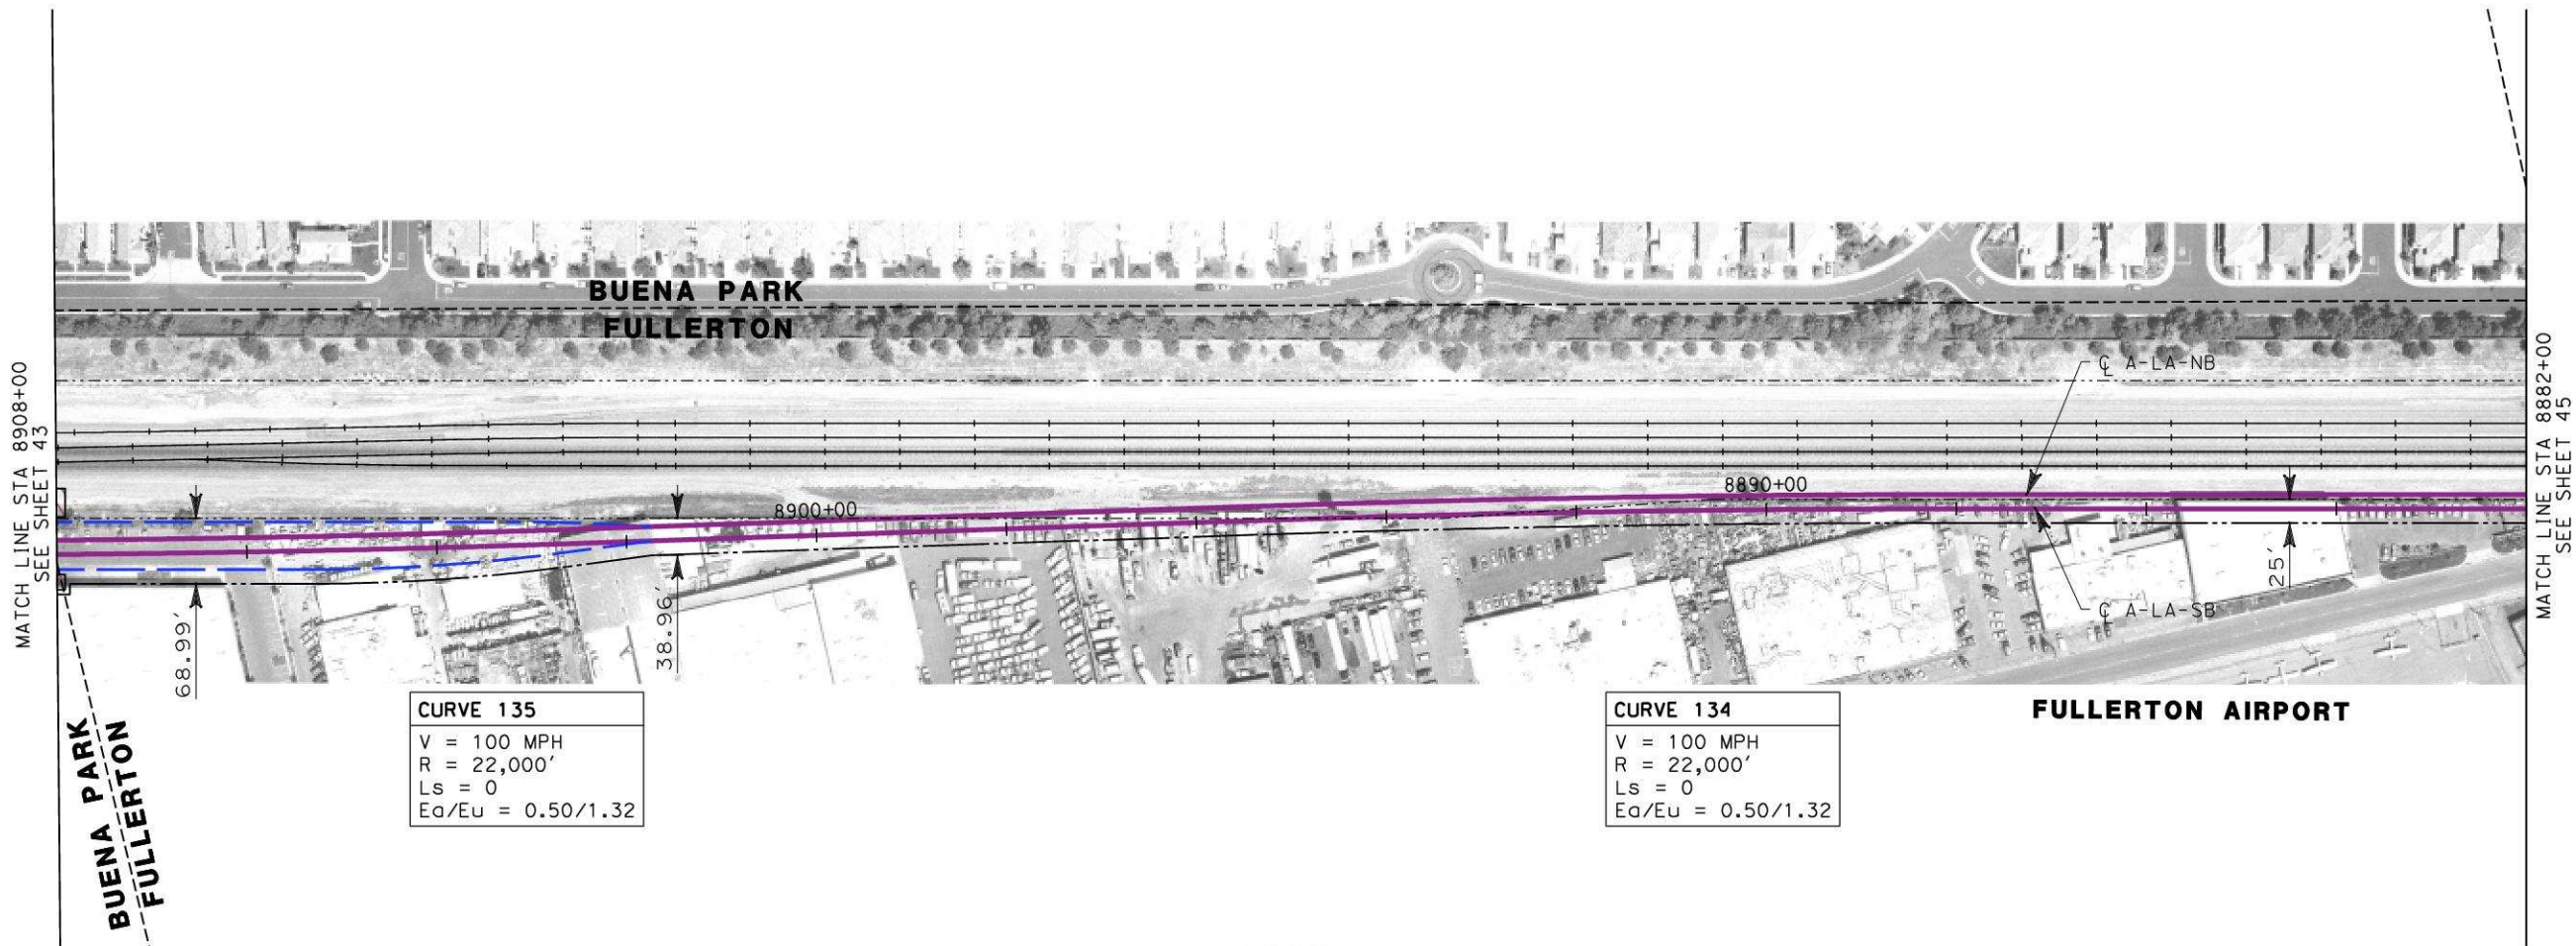 MATCH LINE STA 8908+00
SEE SHEET 43
BUENA PARK
FULLERTON
℄ A-LA-NB
8890+00
8900+00
68.99'
38.96'
25'
℄ A-LA-SB
MATCH LINE STA 8882+00
SEE SHEET 45
CURVE 135
V = 100 MPH
R = 22,000'
Ls = 0
Ea/Eu = 0.50/1.32
CURVE 134
V = 100 MPH
R = 22,000'
Ls = 0
Ea/Eu = 0.50/1.32
FULLERTON AIRPORT
BUENA PARK
FULLERTON